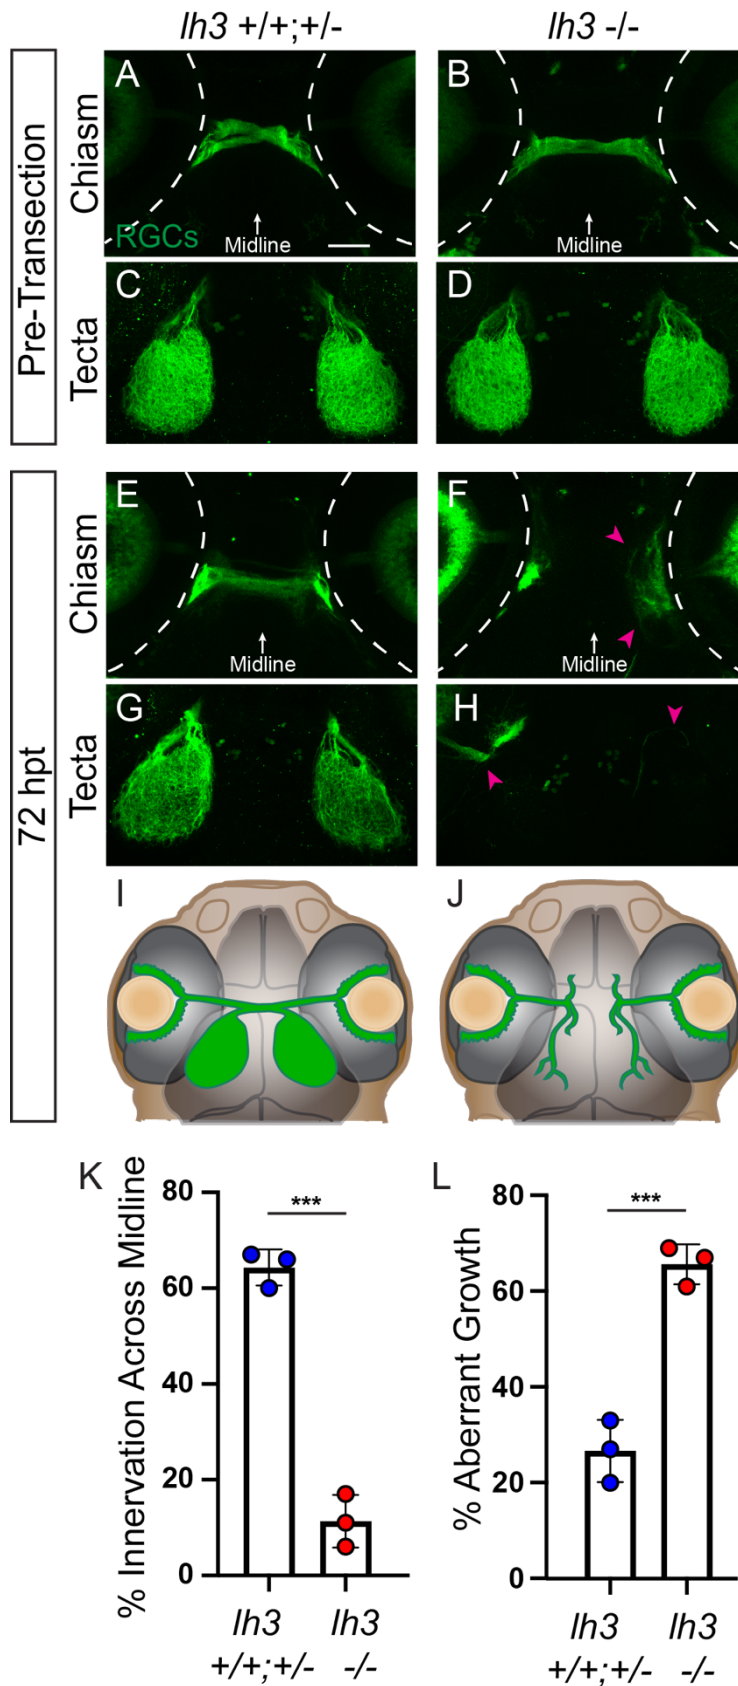 lh3 +/+;+/-
lh3 -/-
Pre-Transection
Chiasm
A
RGCs
Midline
B
Midline
Tecta
C
D
72 hpt
Chiasm
E
Midline
F
Midline
Tecta
G
H
I
J
K
% Innervation Across Midline
80
60
40
20
0
***
lh3
+/+;+/-
lh3
-/-
L
% Aberrant Growth
80
60
40
20
0
***
lh3
+/+;+/-
lh3
-/-